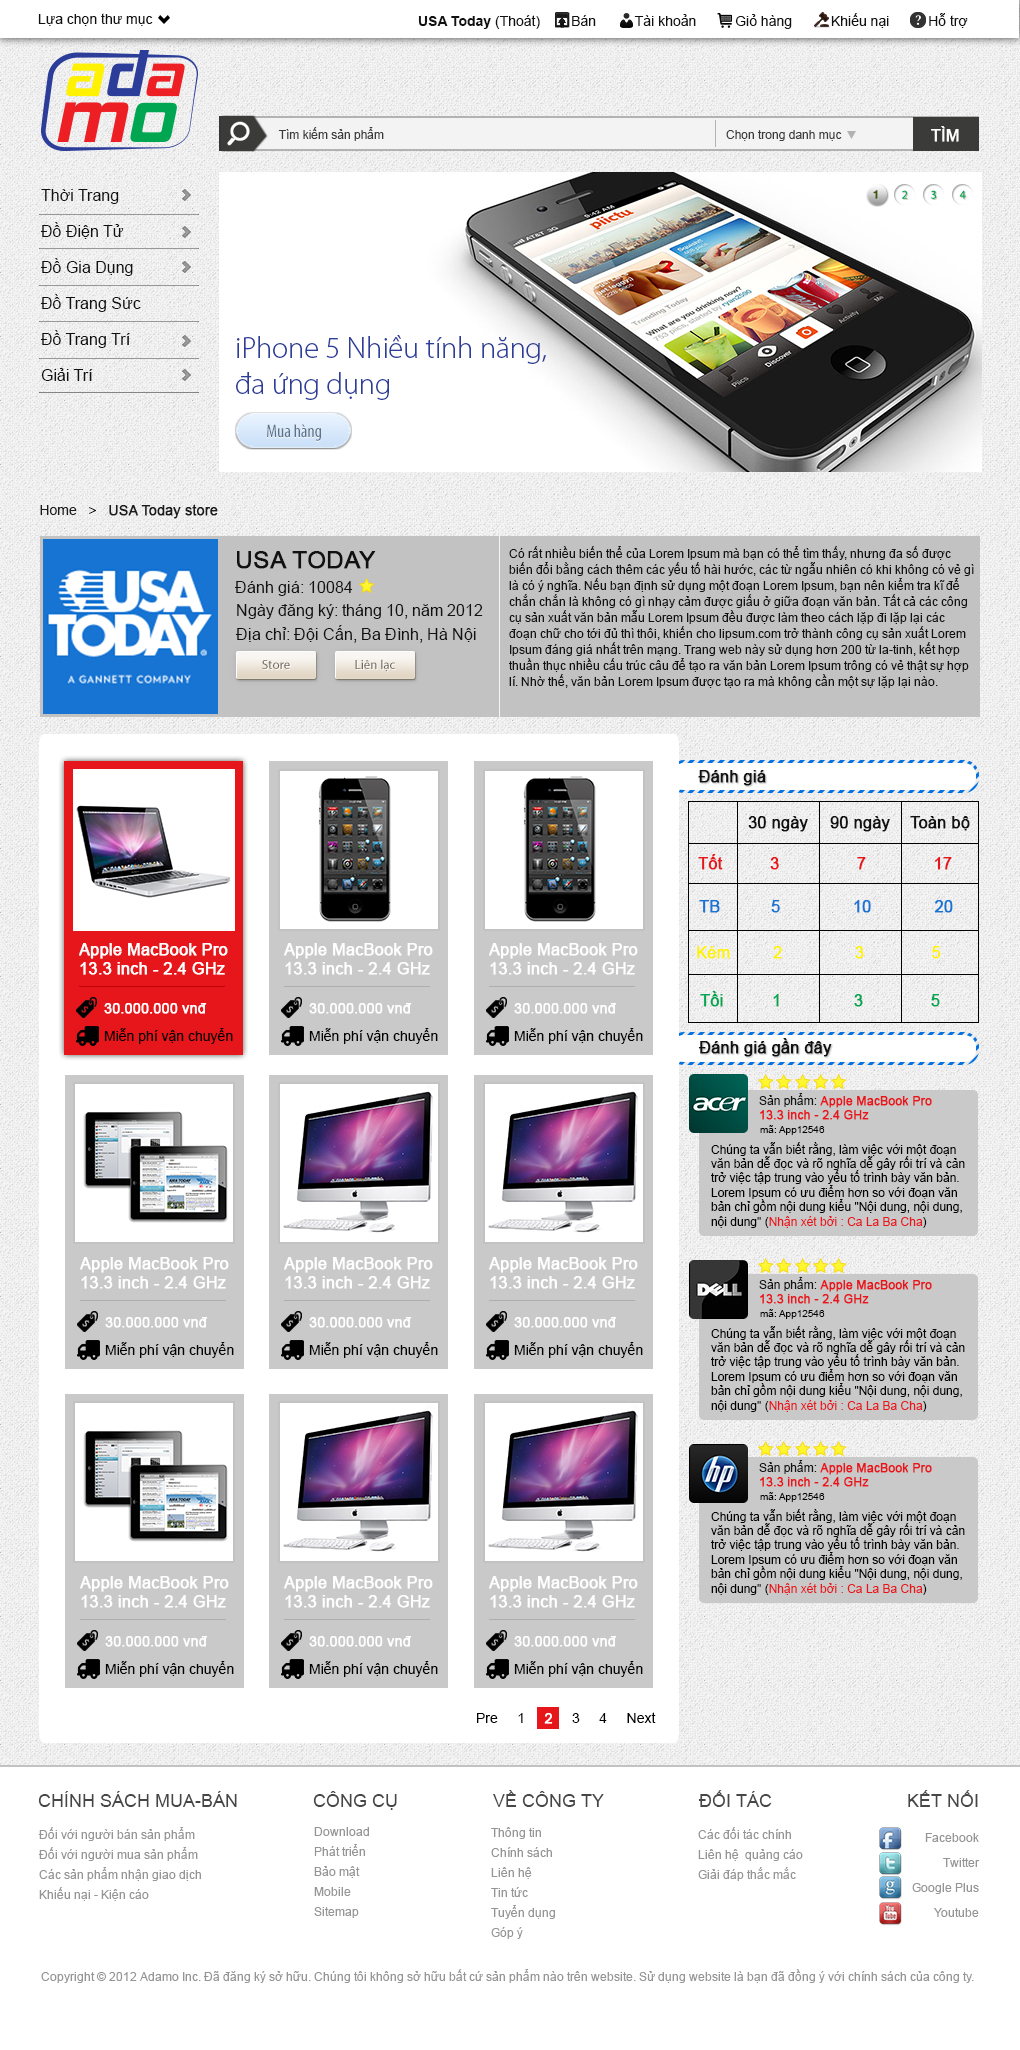 Lựa chọn thư mục
USA Today (Thoát) Bán Tài khoản Giỏ hàng Khiếu nại Hỗ trợ
adamo
Tìm kiếm sản phẩm Chọn trong danh mục TÌM
Thời Trang
Đồ Điện Tử
Đồ Gia Dụng
Đồ Trang Sức
Đồ Trang Trí
Giải Trí
1 2 3 4
AT&T 3G 9:42 AM
piictu
Trending Today
What are you drinking now?
Piics Discover Activity Me
iPhone 5 Nhiều tính năng,
đa ứng dụng
Mua hàng
Home > USA Today store
USA TODAY
A GANNETT COMPANY
USA TODAY
Đánh giá: 10084
Ngày đăng ký: tháng 10, năm 2012
Địa chỉ: Đội Cấn, Ba Đình, Hà Nội
Store Liên lạc
Có rất nhiều biến thể của Lorem Ipsum mà bạn có thể tìm thấy, nhưng đa số được
biến đổi bằng cách thêm các yếu tố hài hước, các từ ngẫu nhiên có khi không có vẻ gì
là có ý nghĩa. Nếu bạn định sử dụng một đoạn Lorem Ipsum, bạn nên kiểm tra kĩ để
chắn chắn là không có gì nhạy cảm được giấu ở giữa đoạn văn bản. Tất cả các công
cụ sản xuất văn bản mẫu Lorem Ipsum đều được làm theo cách lặp đi lặp lại các
đoạn chữ cho tới đủ thì thôi, khiến cho lipsum.com trở thành công cụ sản xuất Lorem
Ipsum đáng giá nhất trên mạng. Trang web này sử dụng hơn 200 từ la-tinh, kết hợp
thuần thục nhiều cấu trúc câu để tạo ra văn bản Lorem Ipsum trông có vẻ thật sự hợp
lí. Nhờ thế, văn bản Lorem Ipsum được tạo ra mà không cần một sự lặp lại nào.
Apple MacBook Pro
13.3 inch - 2.4 GHz
30.000.000 vnđ
Miễn phí vận chuyển
Apple MacBook Pro
13.3 inch - 2.4 GHz
30.000.000 vnđ
Miễn phí vận chuyển
Apple MacBook Pro
13.3 inch - 2.4 GHz
30.000.000 vnđ
Miễn phí vận chuyển
Apple MacBook Pro
13.3 inch - 2.4 GHz
30.000.000 vnđ
Miễn phí vận chuyển
Apple MacBook Pro
13.3 inch - 2.4 GHz
30.000.000 vnđ
Miễn phí vận chuyển
Apple MacBook Pro
13.3 inch - 2.4 GHz
30.000.000 vnđ
Miễn phí vận chuyển
Apple MacBook Pro
13.3 inch - 2.4 GHz
30.000.000 vnđ
Miễn phí vận chuyển
Apple MacBook Pro
13.3 inch - 2.4 GHz
30.000.000 vnđ
Miễn phí vận chuyển
Apple MacBook Pro
13.3 inch - 2.4 GHz
30.000.000 vnđ
Miễn phí vận chuyển
Pre 1 2 3 4 Next
Đánh giá
30 ngày 90 ngày Toàn bộ
Tốt 3 7 17
TB 5 10 20
Kém 2 3 5
Tồi 1 3 5
Đánh giá gần đây
acer
Sản phẩm: Apple MacBook Pro
13.3 inch - 2.4 GHz
mã: App12546
Chúng ta vẫn biết rằng, làm việc với một đoạn
văn bản dễ đọc và rõ nghĩa dễ gây rối trí và cản
trở việc tập trung vào yếu tố trình bày văn bản.
Lorem Ipsum có ưu điểm hơn so với đoạn văn
bản chỉ gồm nội dung kiểu "Nội dung, nội dung,
nội dung" (Nhận xét bởi : Ca La Ba Cha)
DELL
Sản phẩm: Apple MacBook Pro
13.3 inch - 2.4 GHz
mã: App12546
Chúng ta vẫn biết rằng, làm việc với một đoạn
văn bản dễ đọc và rõ nghĩa dễ gây rối trí và cản
trở việc tập trung vào yếu tố trình bày văn bản.
Lorem Ipsum có ưu điểm hơn so với đoạn văn
bản chỉ gồm nội dung kiểu "Nội dung, nội dung,
nội dung" (Nhận xét bởi : Ca La Ba Cha)
hp
Sản phẩm: Apple MacBook Pro
13.3 inch - 2.4 GHz
mã: App12546
Chúng ta vẫn biết rằng, làm việc với một đoạn
văn bản dễ đọc và rõ nghĩa dễ gây rối trí và cản
trở việc tập trung vào yếu tố trình bày văn bản.
Lorem Ipsum có ưu điểm hơn so với đoạn văn
bản chỉ gồm nội dung kiểu "Nội dung, nội dung,
nội dung" (Nhận xét bởi : Ca La Ba Cha)
CHÍNH SÁCH MUA-BÁN
Đối với người bán sản phẩm
Đối với người mua sản phẩm
Các sản phẩm nhận giao dịch
Khiếu nại - Kiện cáo
CÔNG CỤ
Download
Phát triển
Bảo mật
Mobile
Sitemap
VỀ CÔNG TY
Thông tin
Chính sách
Liên hệ
Tin tức
Tuyển dụng
Góp ý
ĐỐI TÁC
Các đối tác chính
Liên hệ quảng cáo
Giải đáp thắc mắc
KẾT NỐI
Facebook
Twitter
Google Plus
Youtube
Copyright © 2012 Adamo Inc. Đã đăng ký sở hữu. Chúng tôi không sở hữu bất cứ sản phẩm nào trên website. Sử dụng website là bạn đã đồng ý với chính sách của công ty.